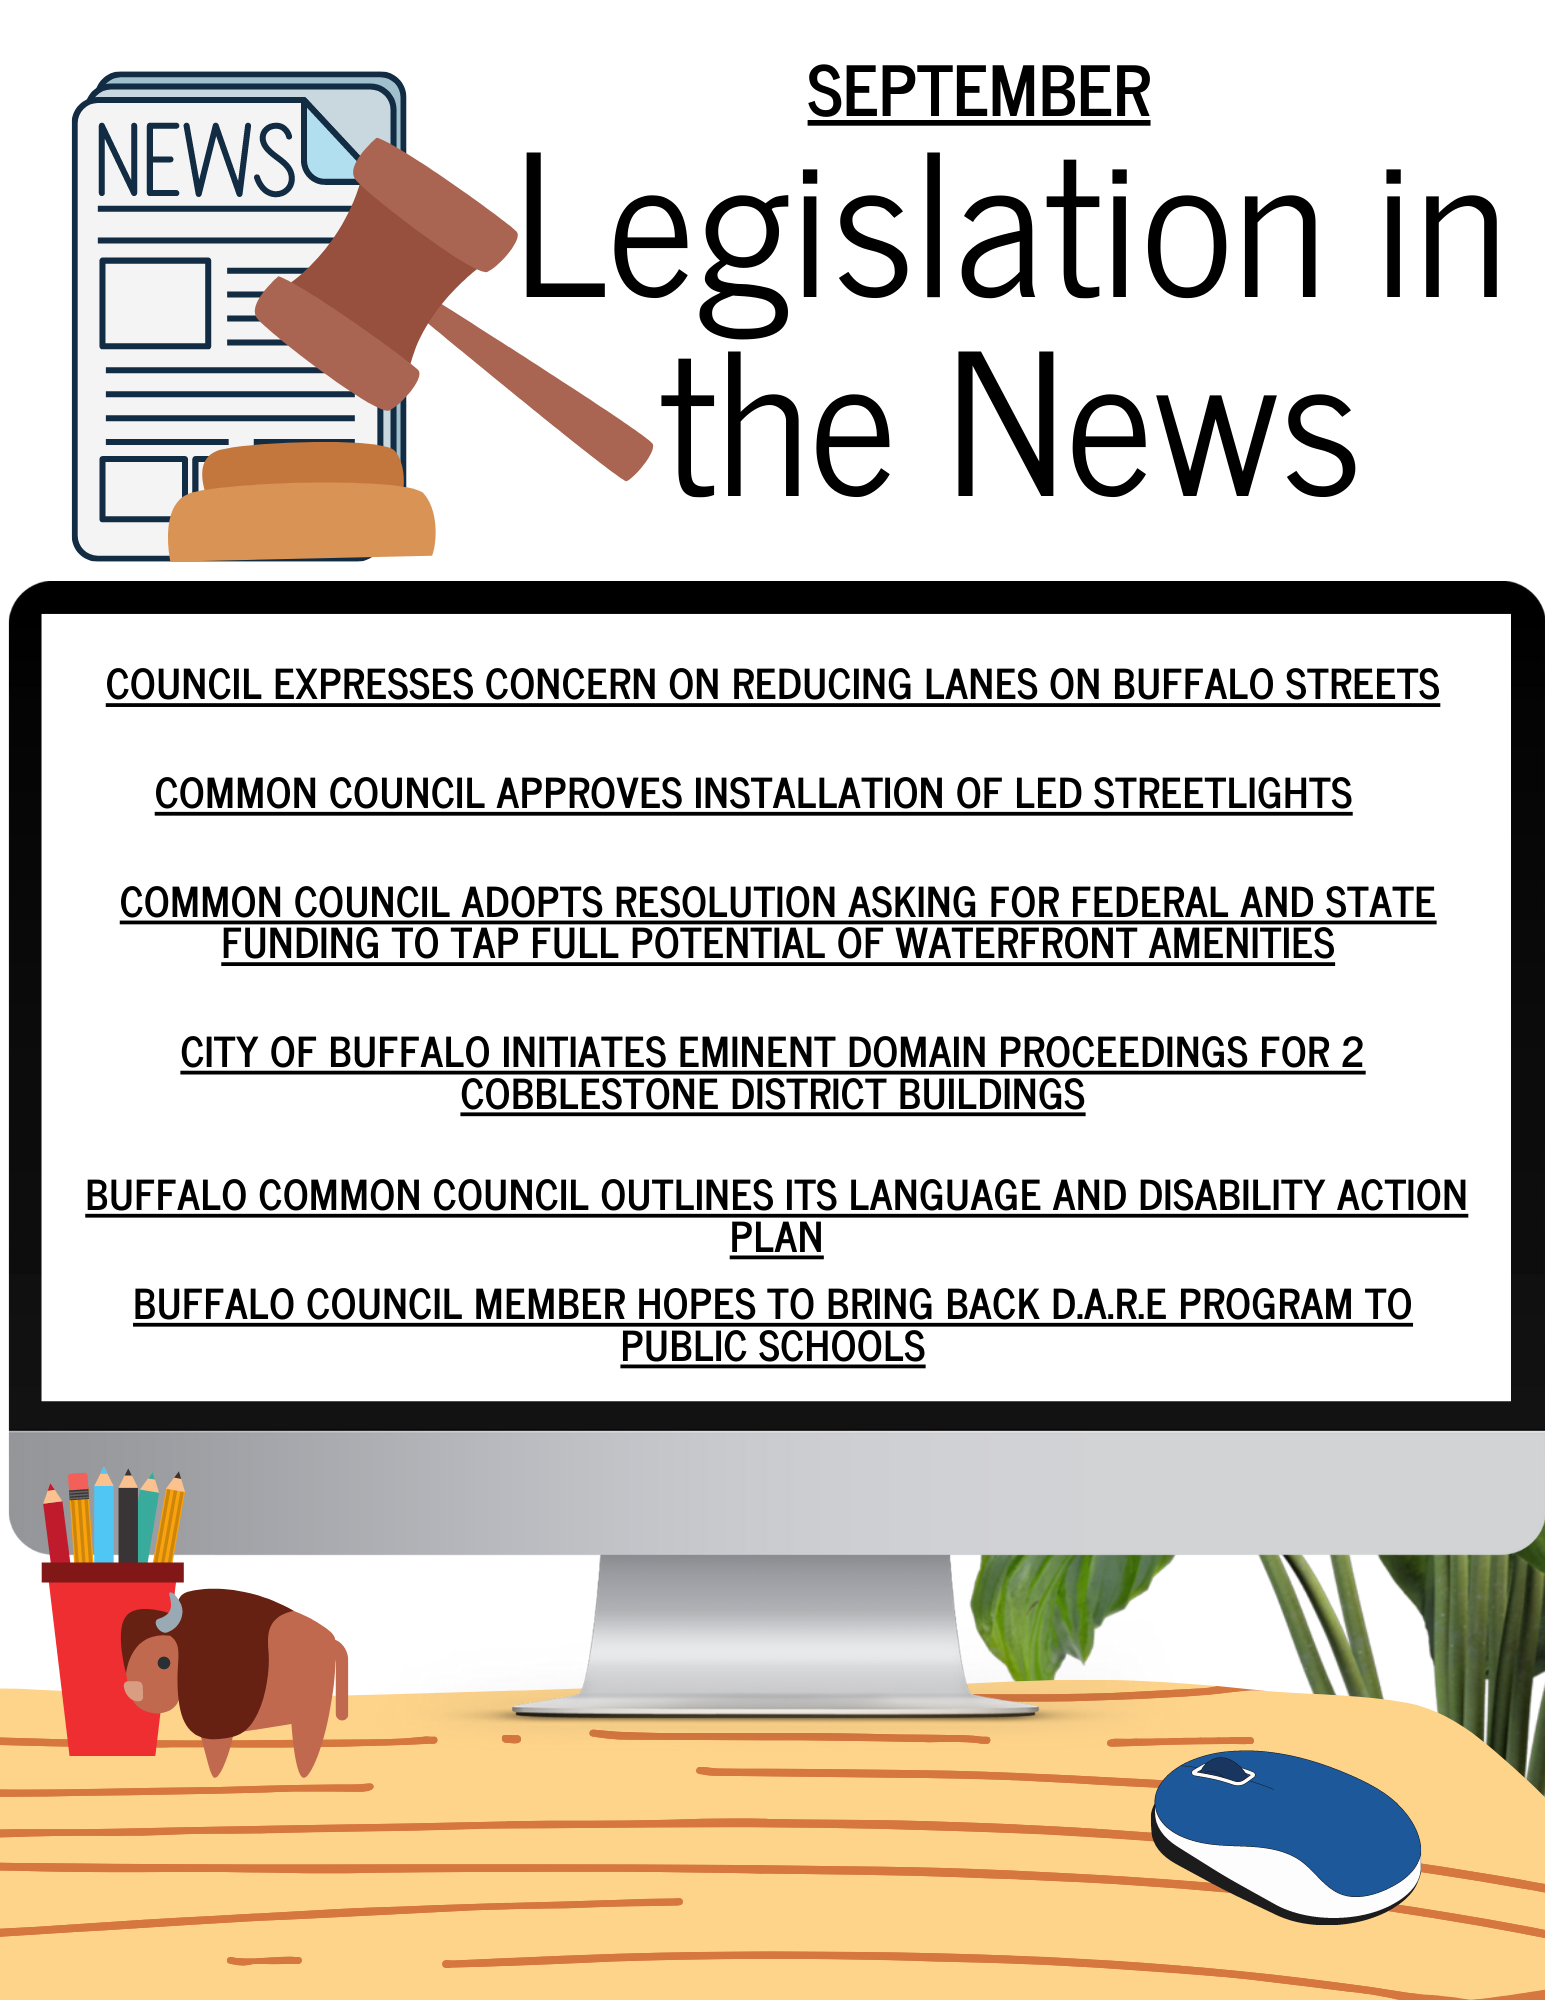 NEWS
SEPTEMBER
Legislation in
the News
COUNCIL EXPRESSES CONCERN ON REDUCING LANES ON BUFFALO STREETS
COMMON COUNCIL APPROVES INSTALLATION OF LED STREETLIGHTS
COMMON COUNCIL ADOPTS RESOLUTION ASKING FOR FEDERAL AND STATE
FUNDING TO TAP FULL POTENTIAL OF WATERFRONT AMENITIES
CITY OF BUFFALO INITIATES EMINENT DOMAIN PROCEEDINGS FOR 2
COBBLESTONE DISTRICT BUILDINGS
BUFFALO COMMON COUNCIL OUTLINES ITS LANGUAGE AND DISABILITY ACTION
PLAN
BUFFALO COUNCIL MEMBER HOPES TO BRING BACK D.A.R.E PROGRAM TO
PUBLIC SCHOOLS